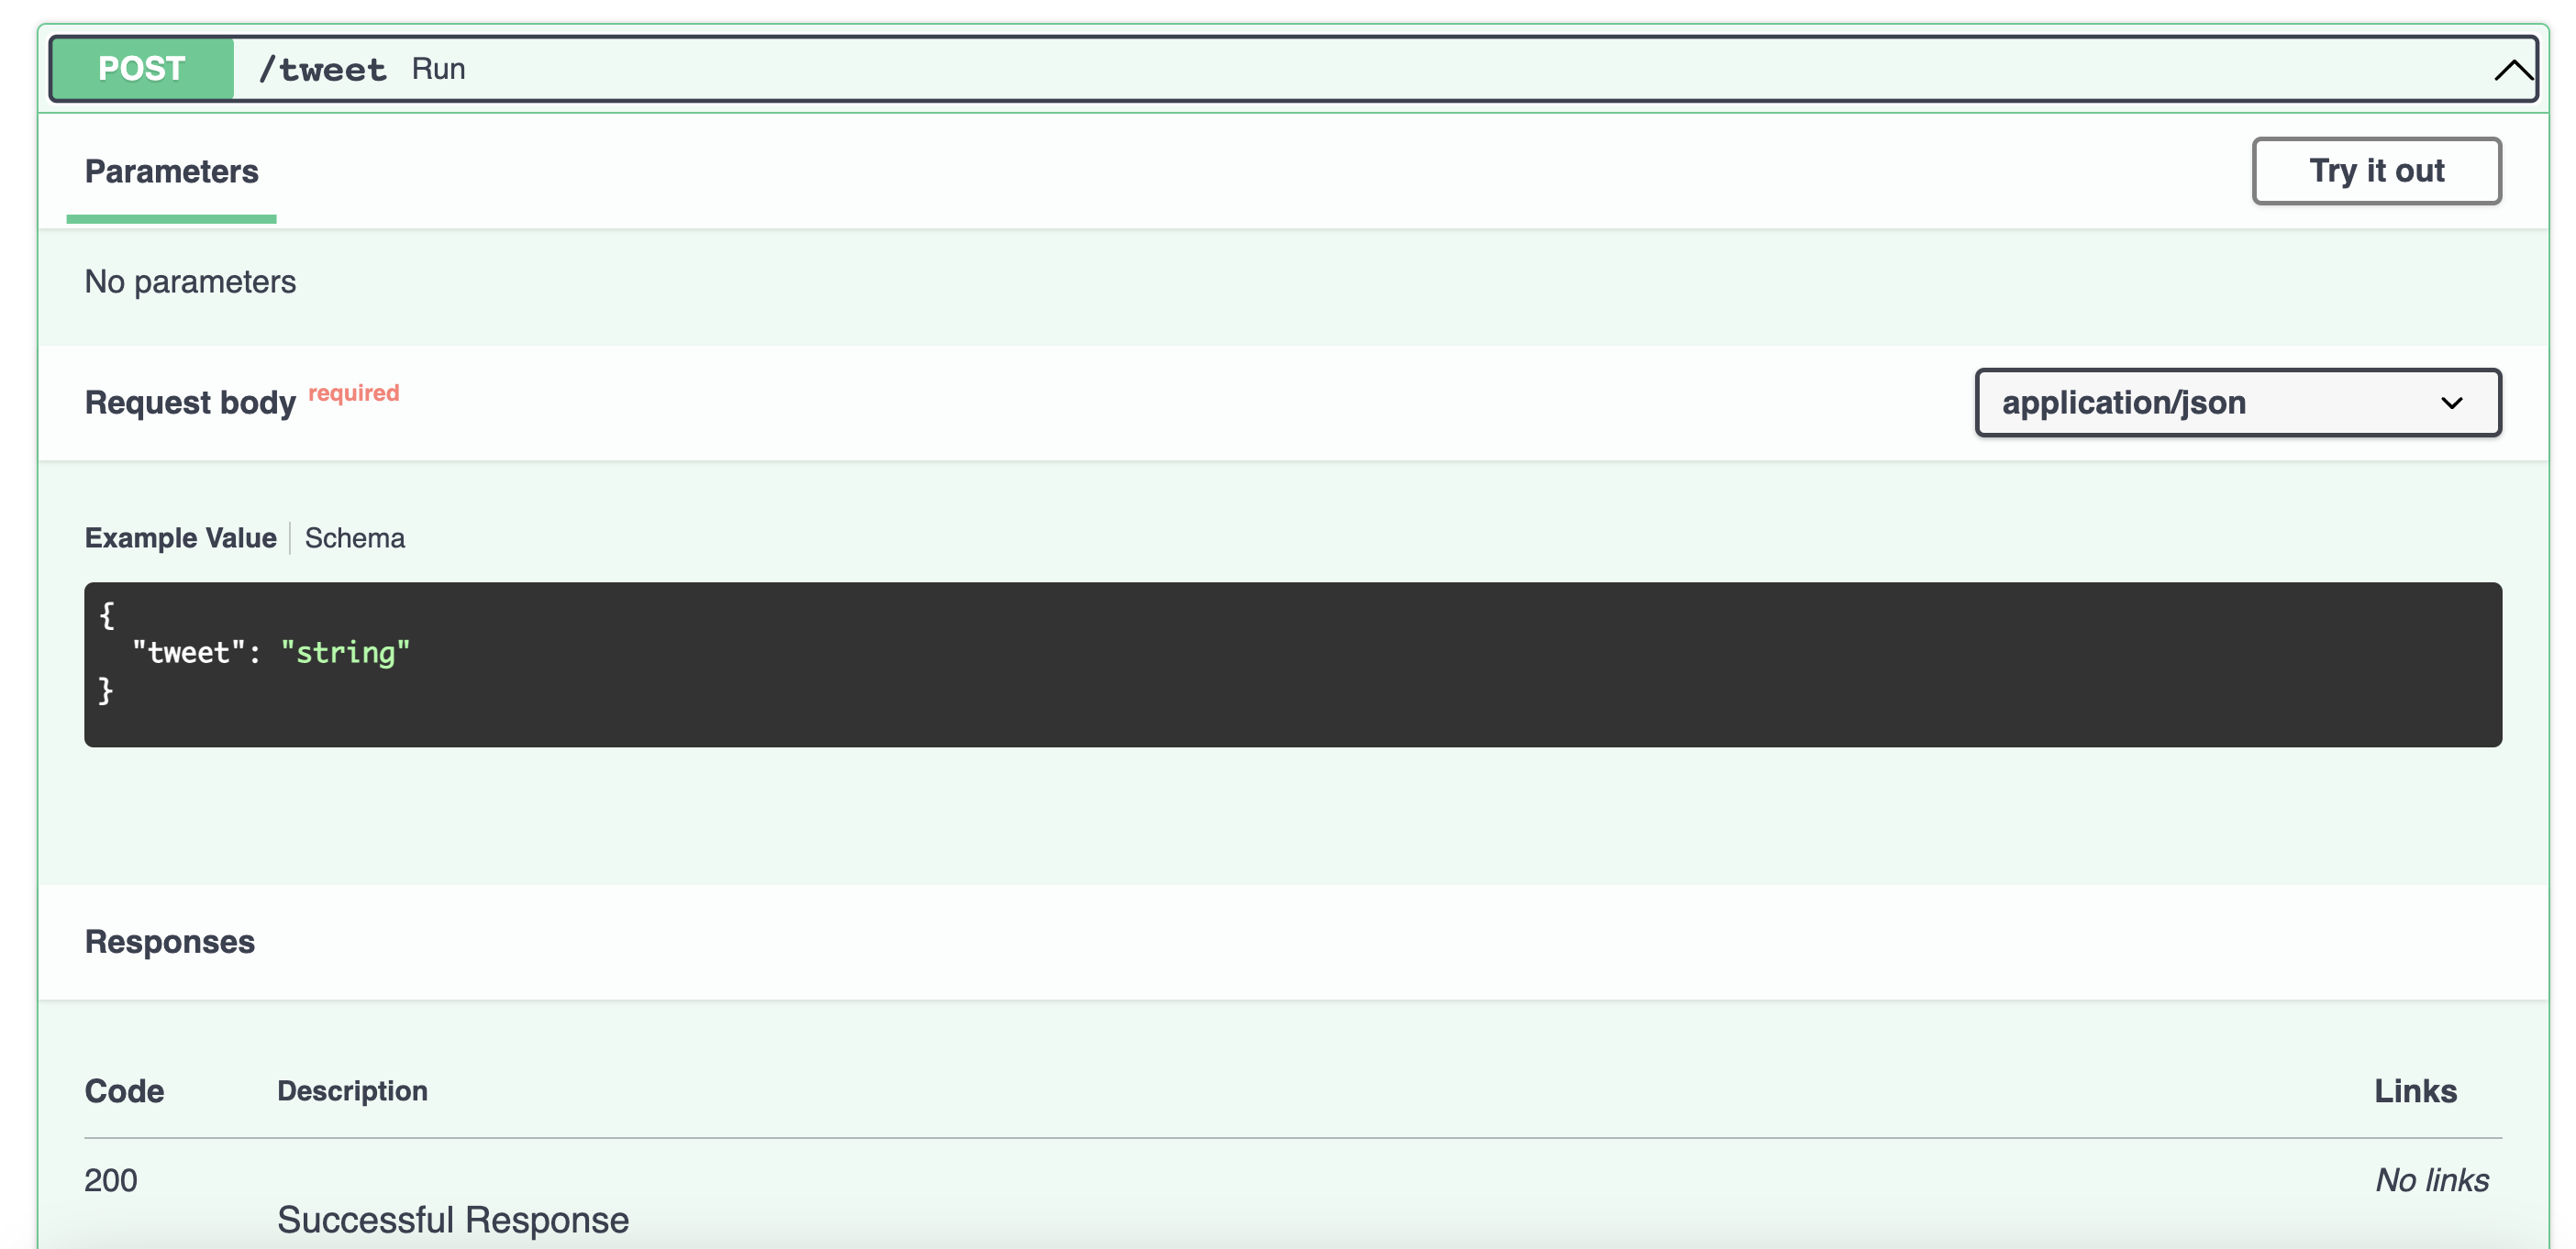 POST /tweet Run
Parameters
Try it out
No parameters
Request body required
application/json
Example Value Schema
{
"tweet": "string"
}
Responses
Code Description Links
200 No links
Successful Response